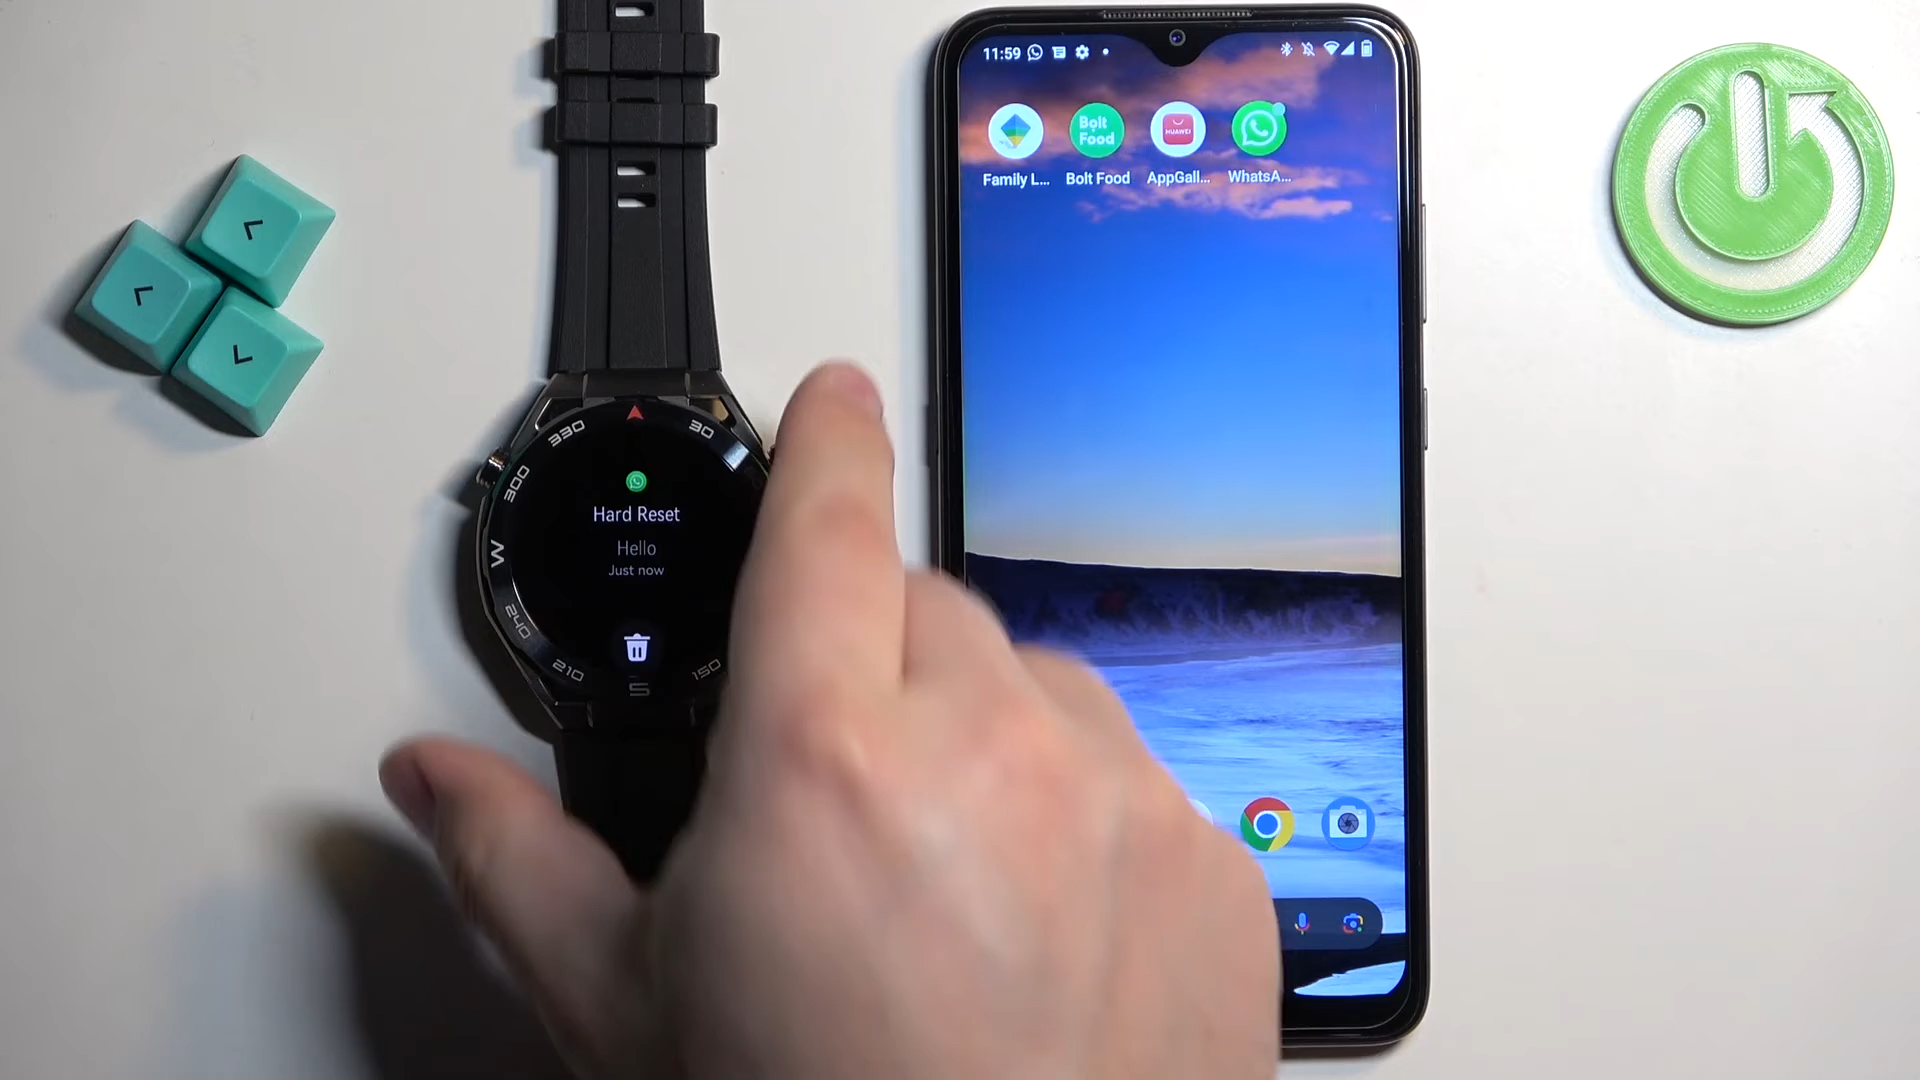 11:59
Bolt
Food
HUAWEI
Family L...
Bolt Food
AppGall...
WhatsA...
<
<
<
330
30
300
W
240
210
S
150
Hard Reset
Hello
Just now